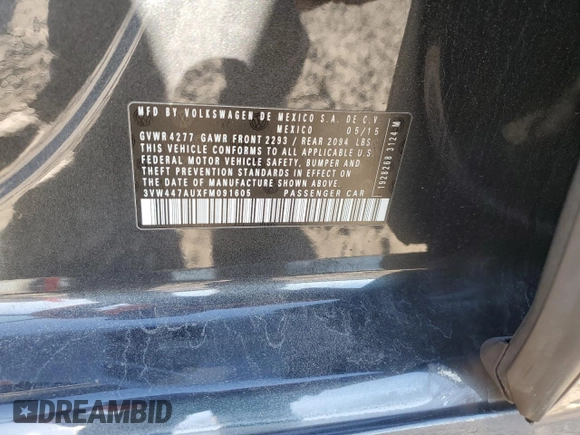 MFD BY VOLKSWAGEN DE MEXICO S.A. DE C.V.
MEXICO 05/15
GVWR 4277 GAWR FRONT 2293 / REAR 2094 LBS
THIS VEHICLE CONFORMS TO ALL APPLICABLE U.S.
FEDERAL MOTOR VEHICLE SAFETY, BUMPER AND
THEFT PREVENTION STANDARDS IN EFFECT ON THE
DATE OF MANUFACTURE SHOWN ABOVE.
3VW447AUXFM091605 PASSENGER CAR
1928268 3124 M
DREAMBID